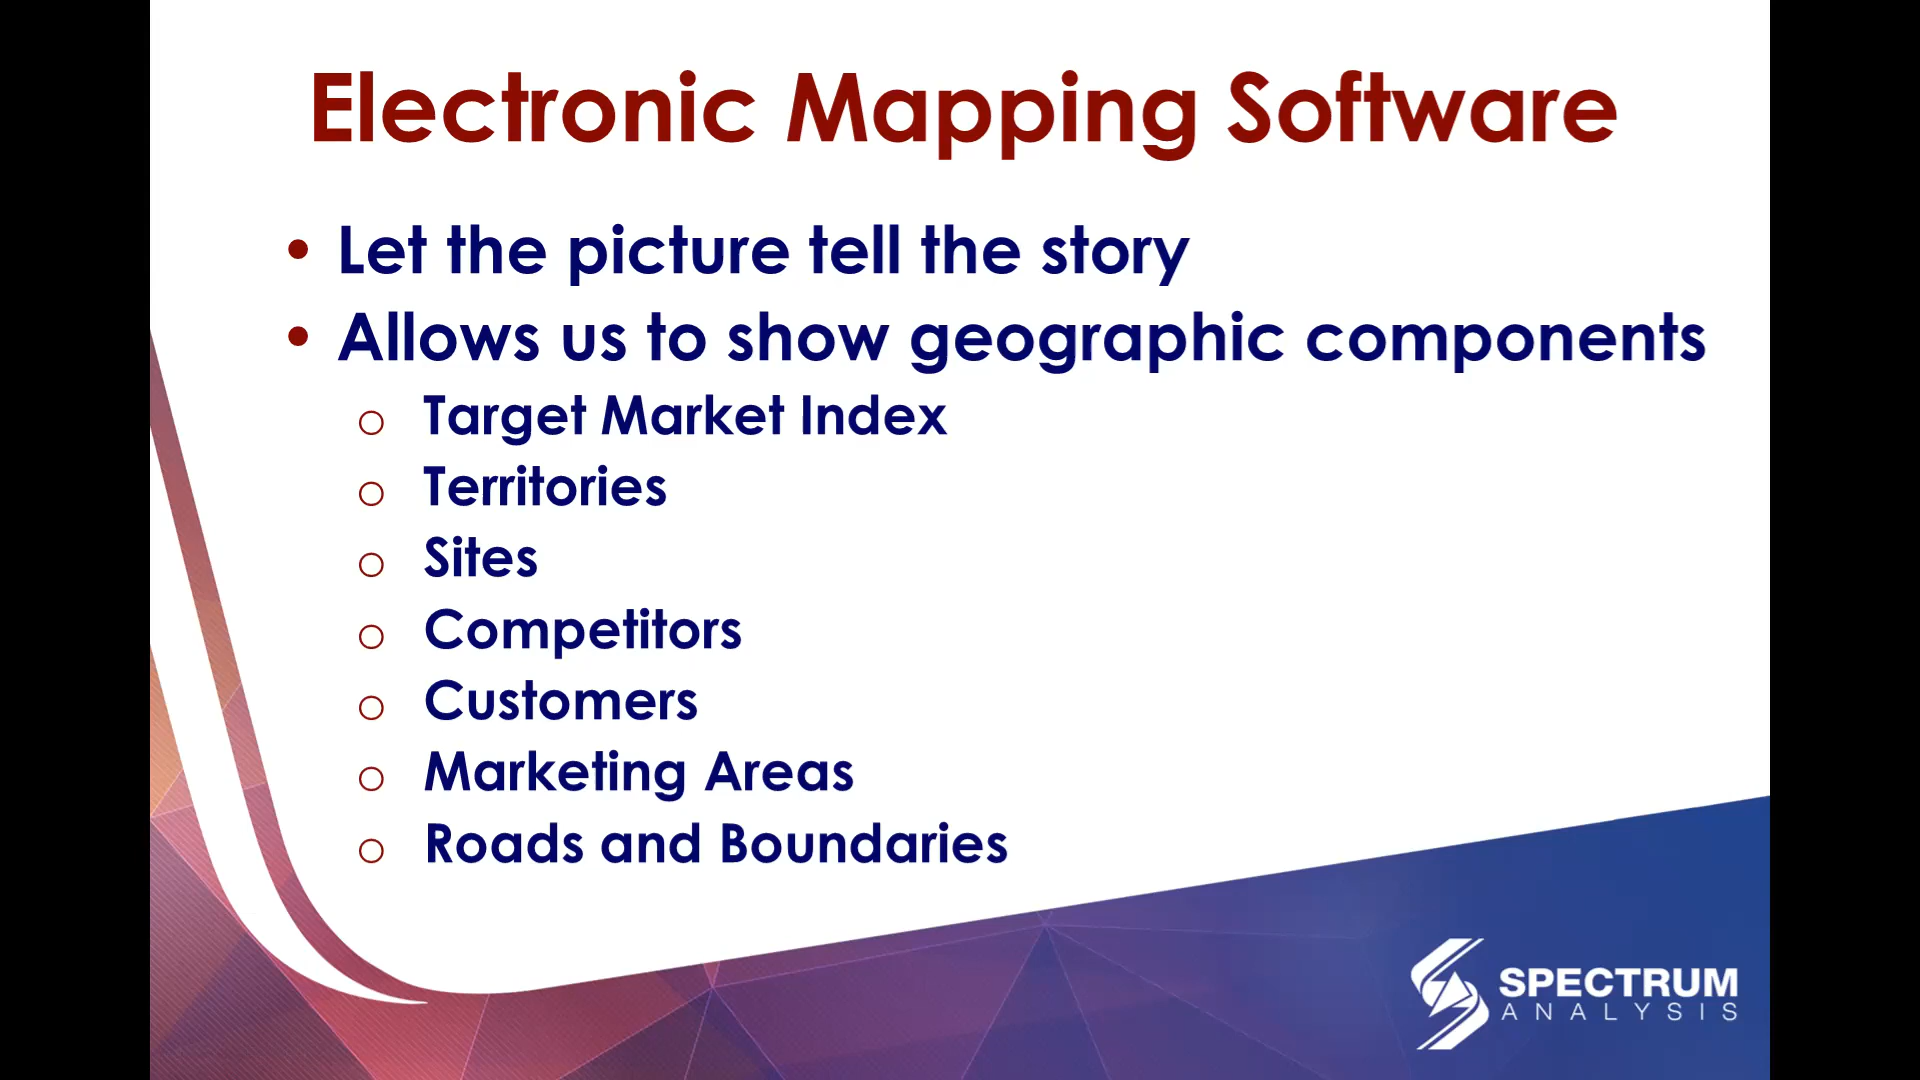 Electronic Mapping Software
• Let the picture tell the story
• Allows us to show geographic components
o Target Market Index
o Territories
o Sites
o Competitors
o Customers
o Marketing Areas
o Roads and Boundaries
SPECTRUM
ANALYSIS